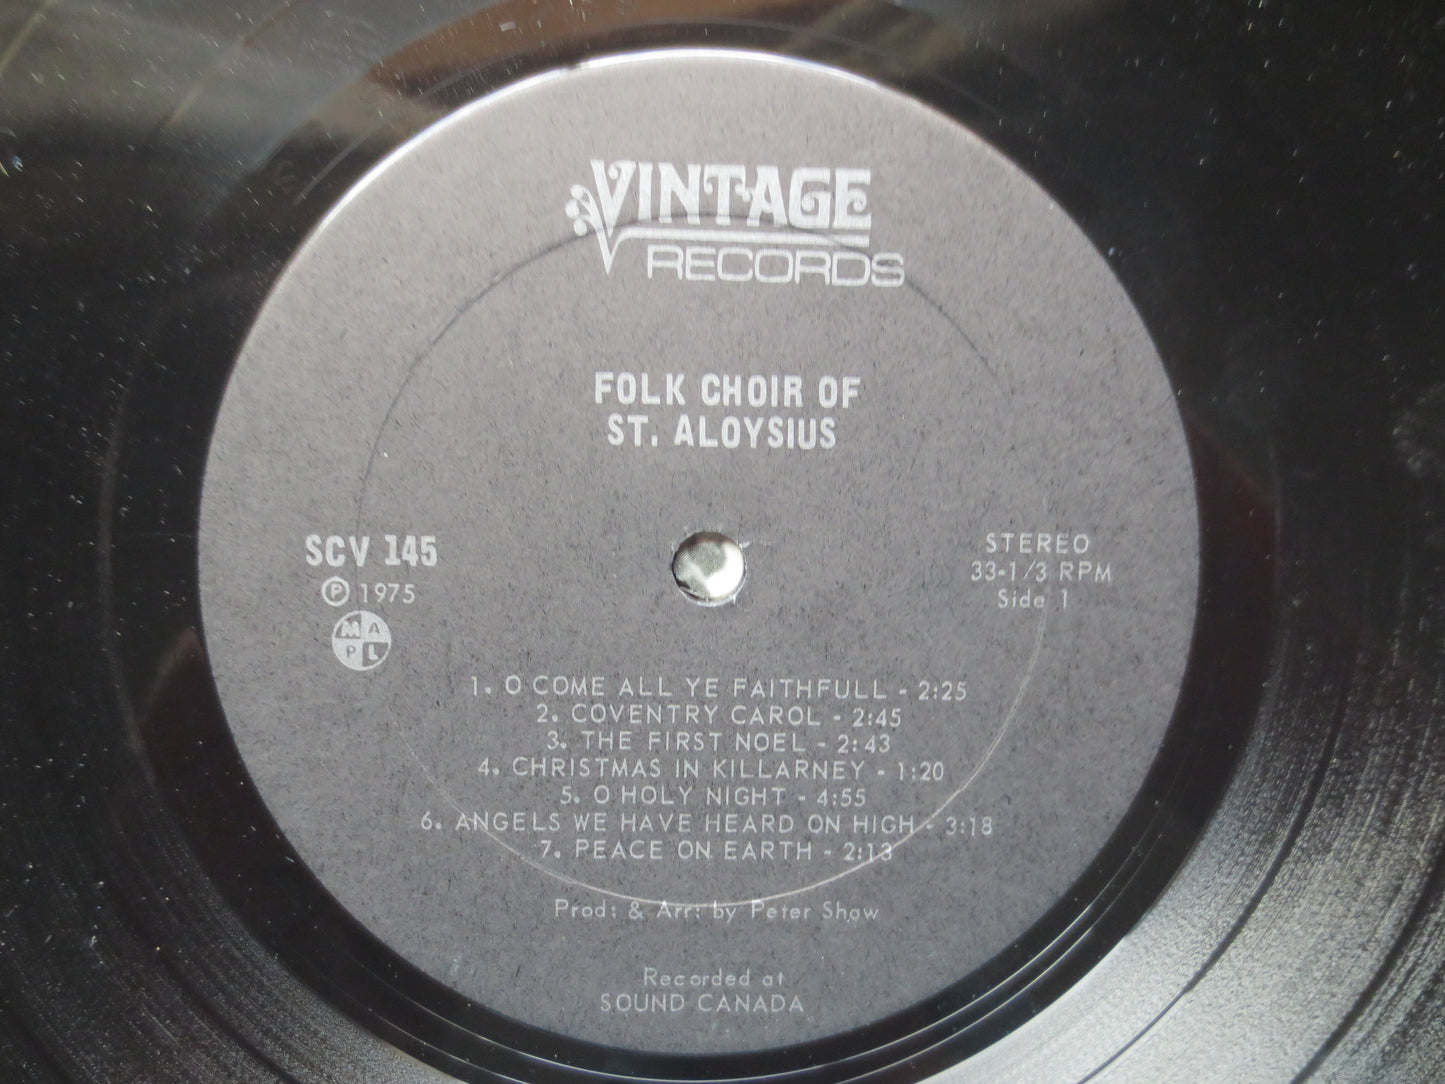 VINTAGE
RECORDS
FOLK CHOIR OF
ST. ALOYSIUS
SCV 145
℗ 1975
M A
P L
STEREO
33-1/3 RPM
Side 1
1. O COME ALL YE FAITHFULL - 2:25
2. COVENTRY CAROL - 2:45
3. THE FIRST NOEL - 2:43
4. CHRISTMAS IN KILLARNEY - 1:20
5. O HOLY NIGHT - 4:55
6. ANGELS WE HAVE HEARD ON HIGH - 3:18
7. PEACE ON EARTH - 2:13
Prod: & Arr: by Peter Shaw
Recorded at
SOUND CANADA